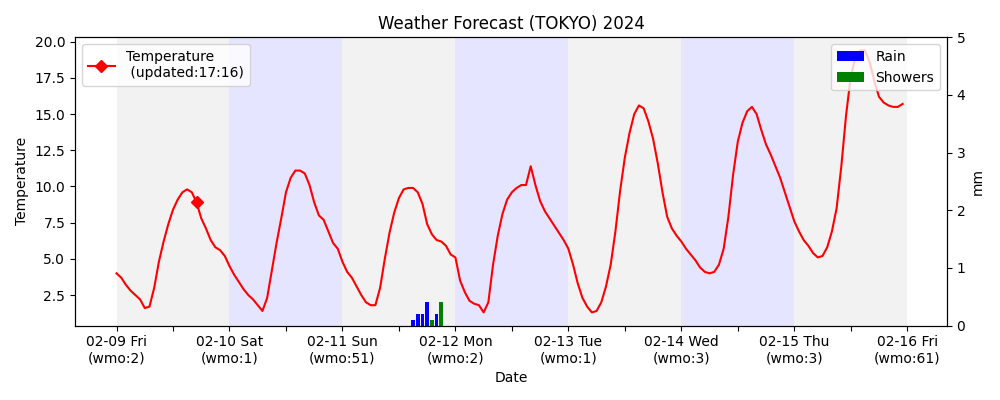 Weather Forecast (TOKYO) 2024
Temperature
(updated:17:16)
Rain
Showers
Temperature
20.0
17.5
15.0
12.5
10.0
7.5
5.0
2.5
5
4
3
2
1
0
mm
02-09 Fri
(wmo:2)
02-10 Sat
(wmo:1)
02-11 Sun
(wmo:51)
02-12 Mon
(wmo:2)
02-13 Tue
(wmo:1)
02-14 Wed
(wmo:3)
02-15 Thu
(wmo:3)
02-16 Fri
(wmo:61)
Date